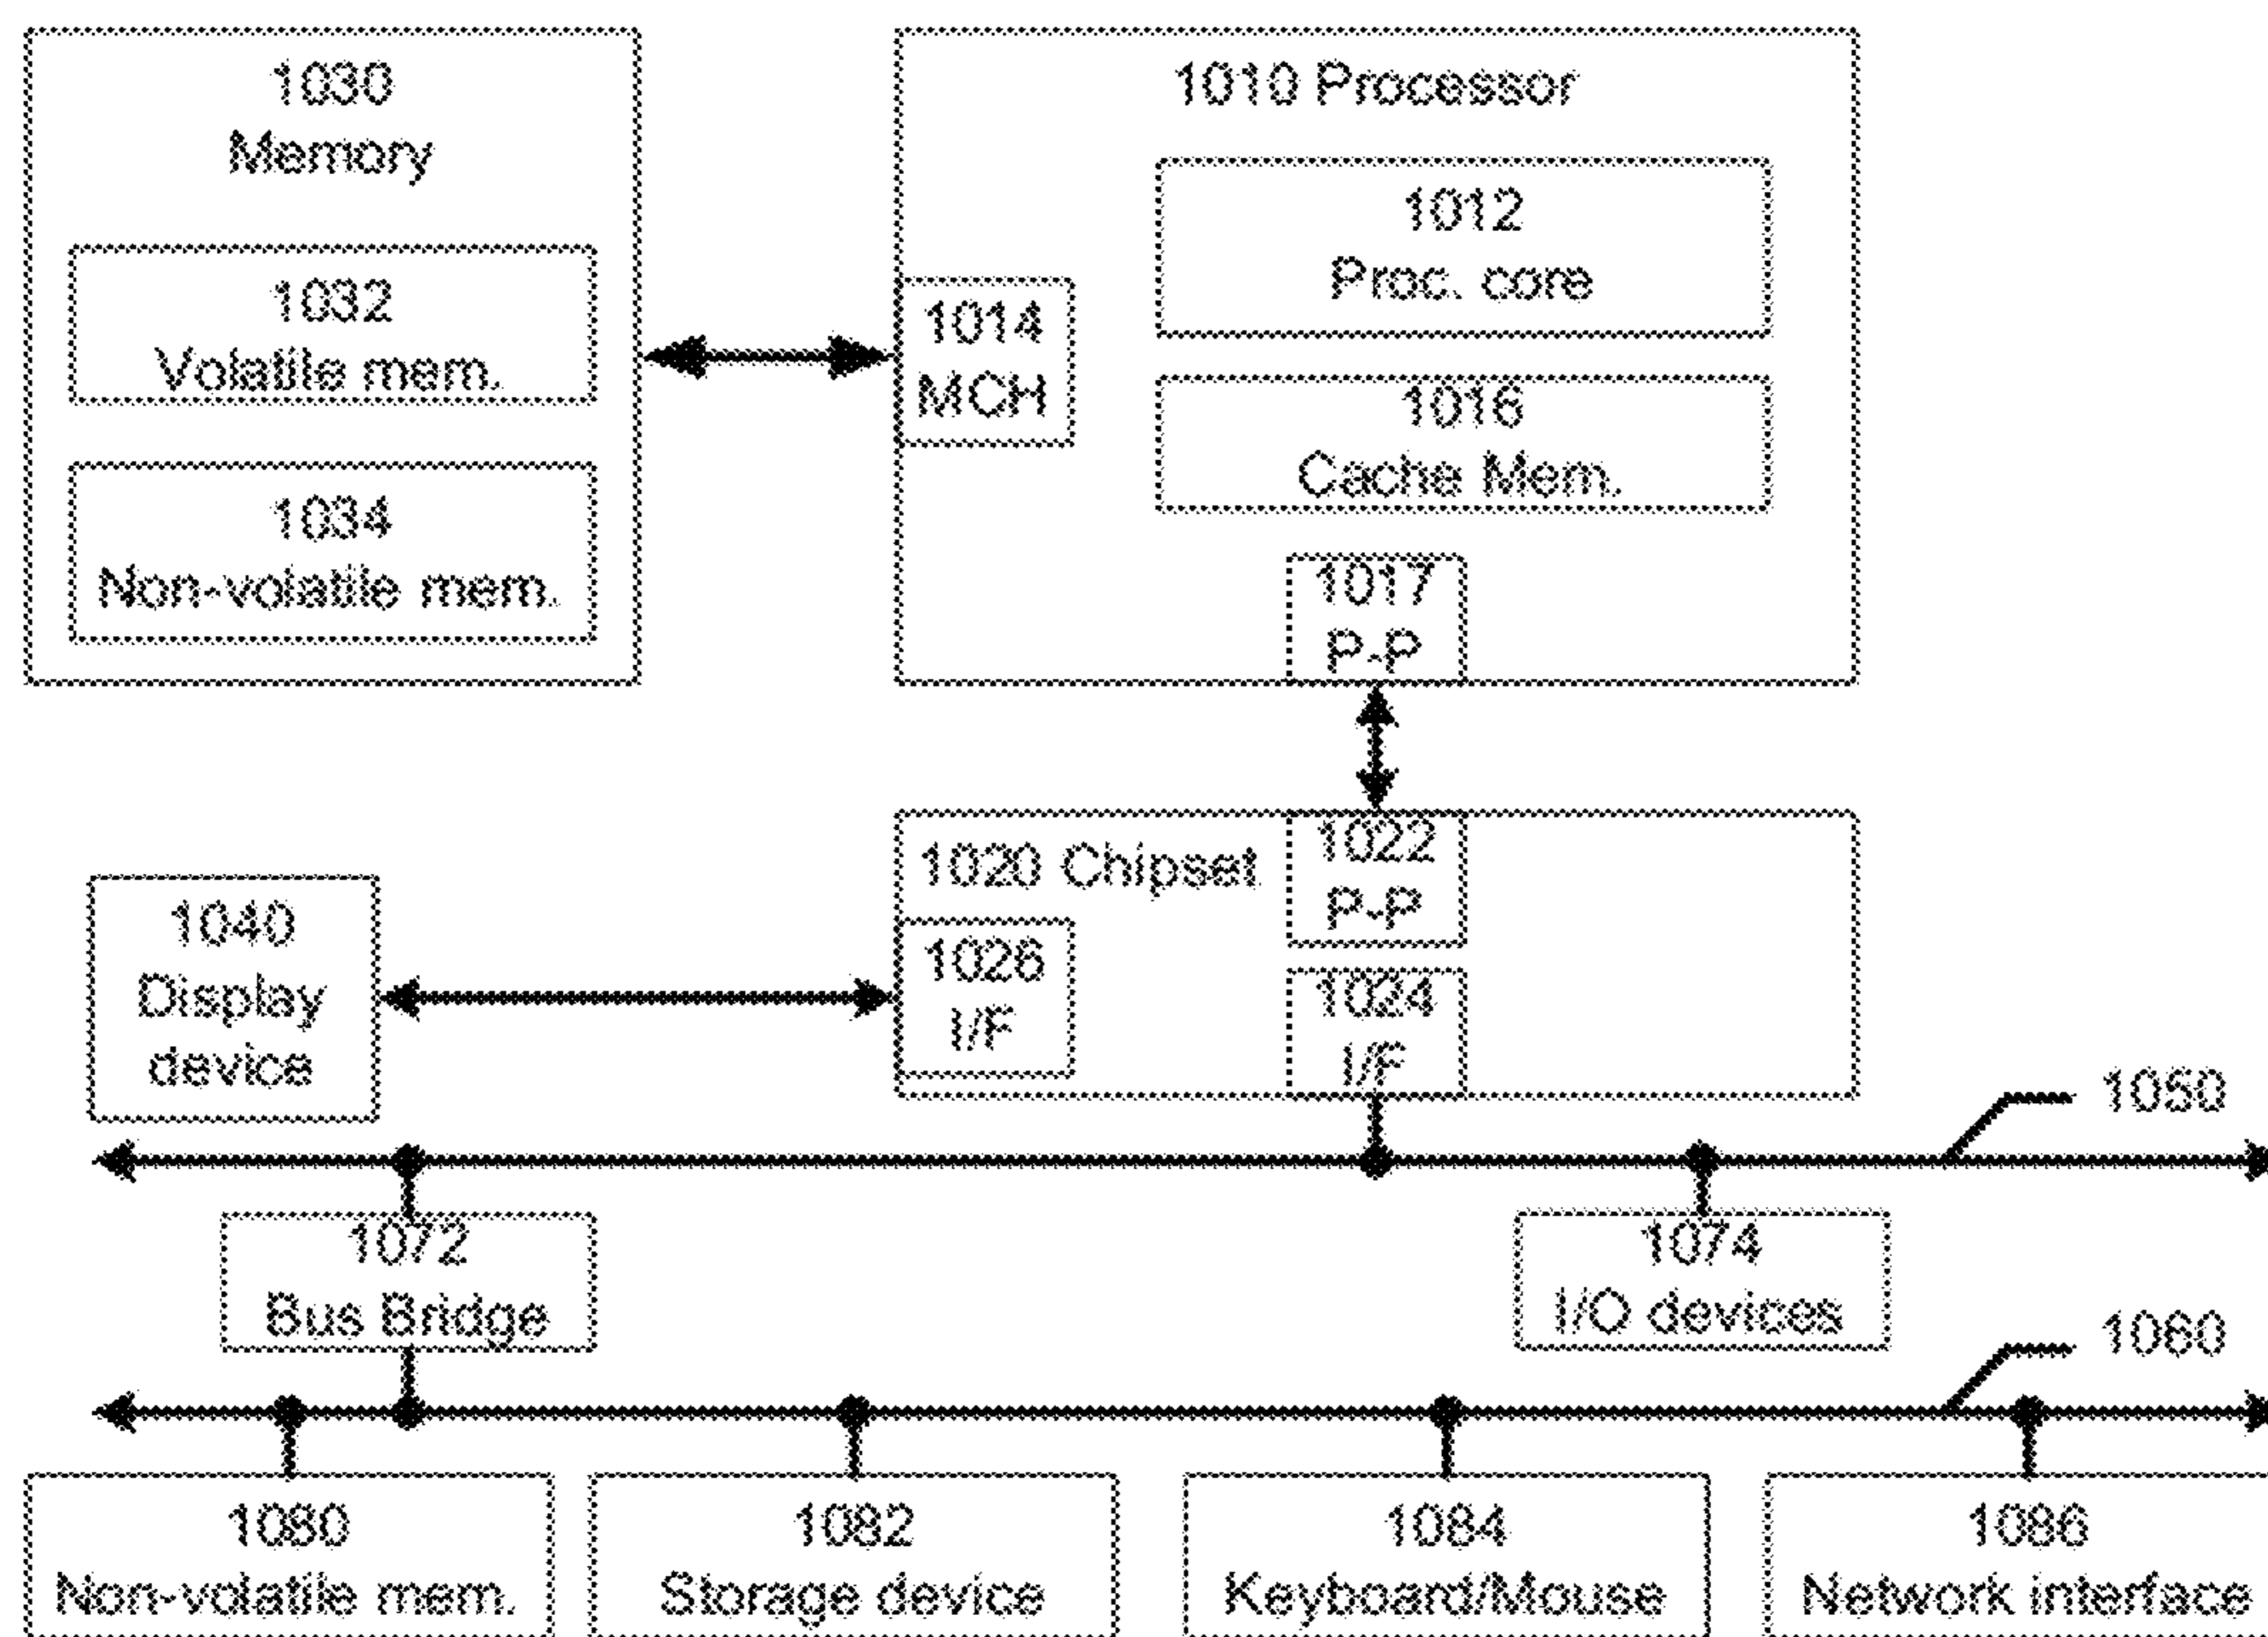 1030
Memory
1032
Volatile mem.
1034
Non-volatile mem.
1010 Processor
1012
Proc. core
1014
MCH
1016
Cache Mem.
1017
P-P
1020 Chipset
1022
P-P
1026
I/F
1024
I/F
1040
Display
device
1050
1072
Bus Bridge
1074
I/O devices
1060
1080
Non-volatile mem.
1082
Storage device
1084
Keyboard/Mouse
1086
Network interface